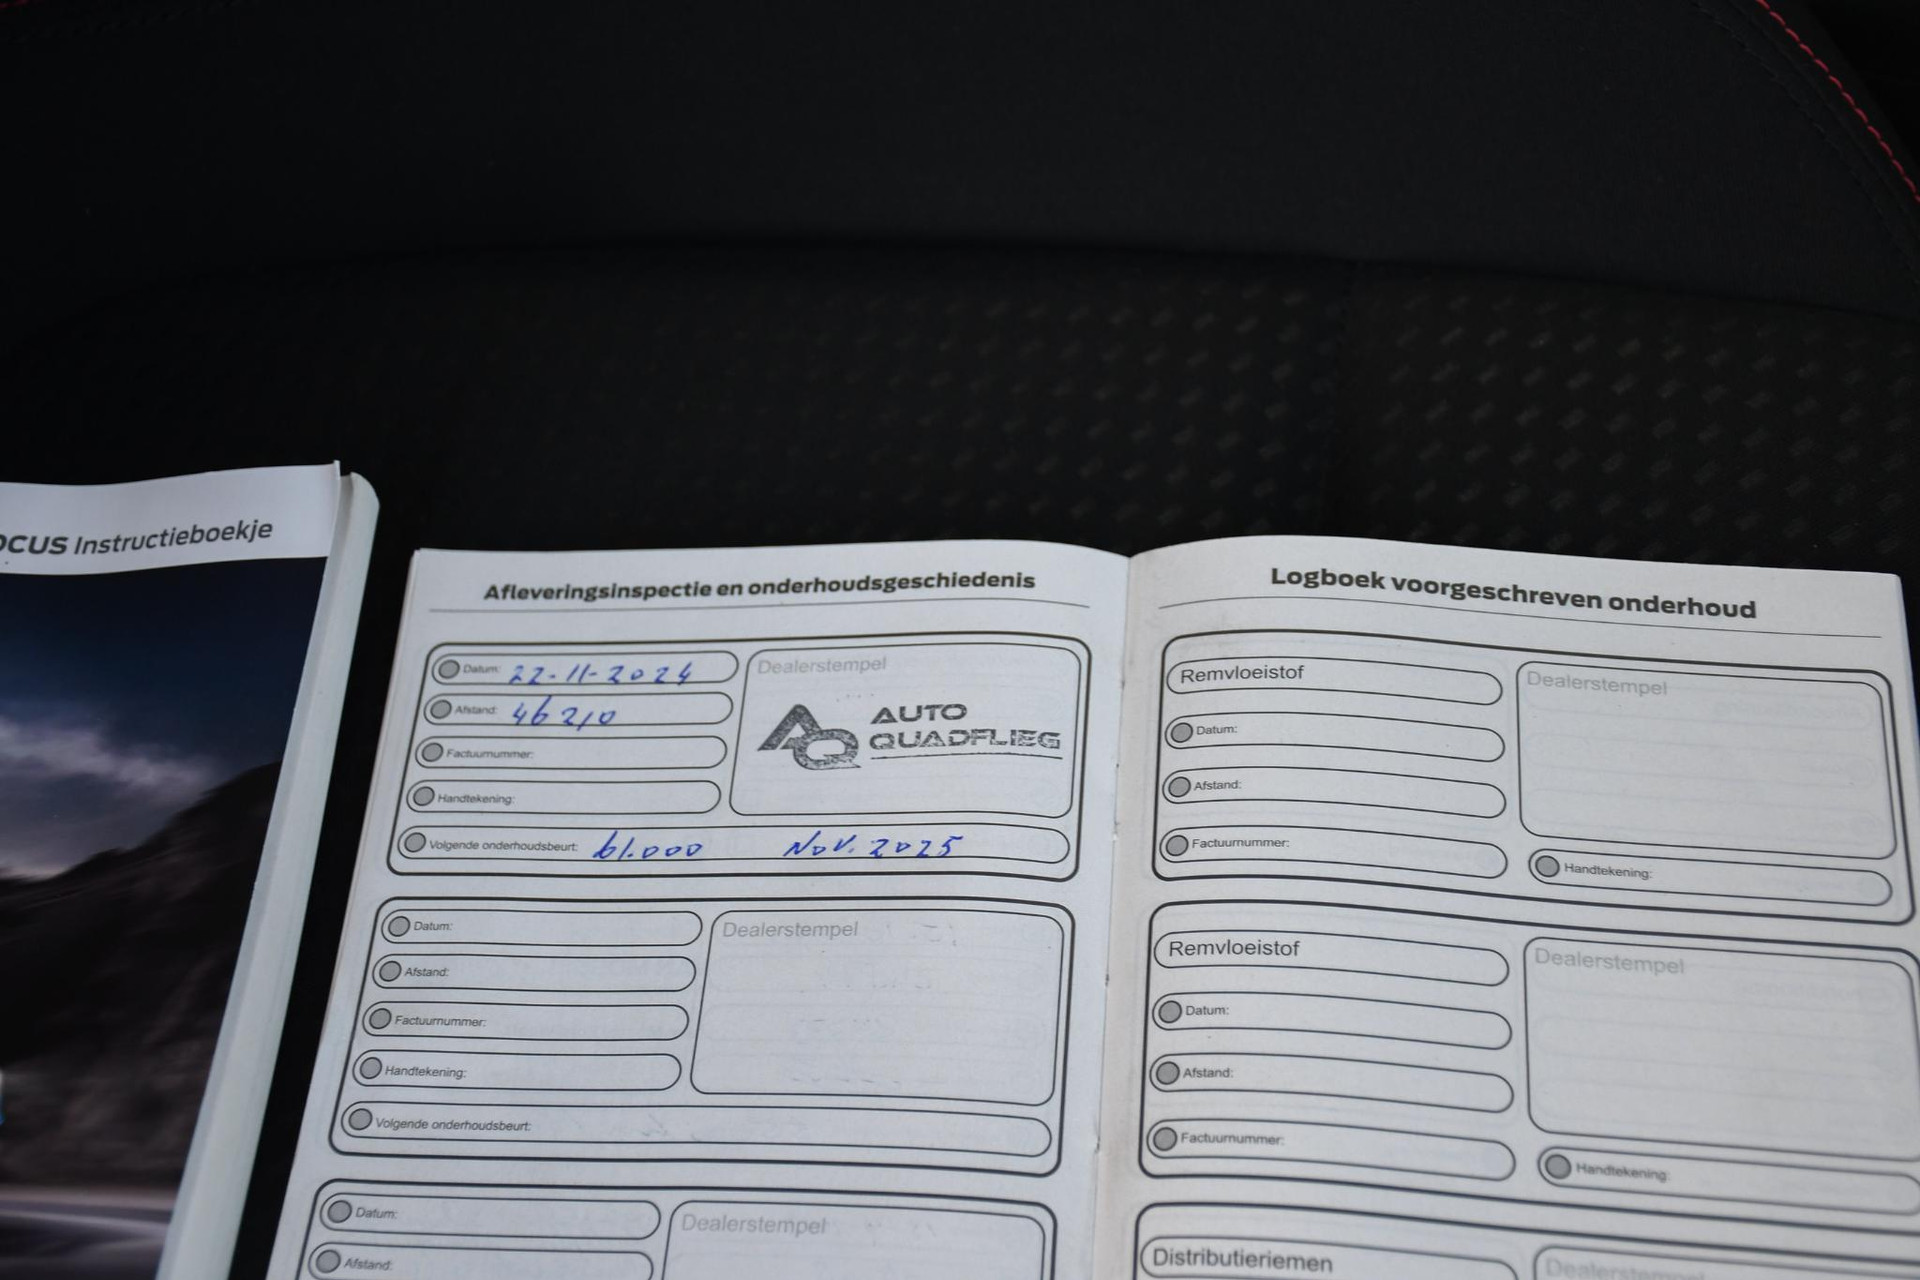 OCUS Instructieboekje
Afleveringsinspectie en onderhoudsgeschiedenis
Datum: 22-11-2024
Afstand: 46210
Factuurnummer:
Handtekening:
Dealerstempel
AQ AUTO
QUADFLIEG
Volgende onderhoudsbeurt: 61.000 Nov. 2025
Datum:
Afstand:
Factuurnummer:
Handtekening:
Dealerstempel
Volgende onderhoudsbeurt:
Datum:
Afstand:
Dealerstempel
Logboek voorgeschreven onderhoud
Remvloeistof
Datum:
Afstand:
Factuurnummer:
Dealerstempel
Handtekening:
Remvloeistof
Datum:
Afstand:
Factuurnummer:
Dealerstempel
Handtekening:
Distributieriemen
Dealerstempel